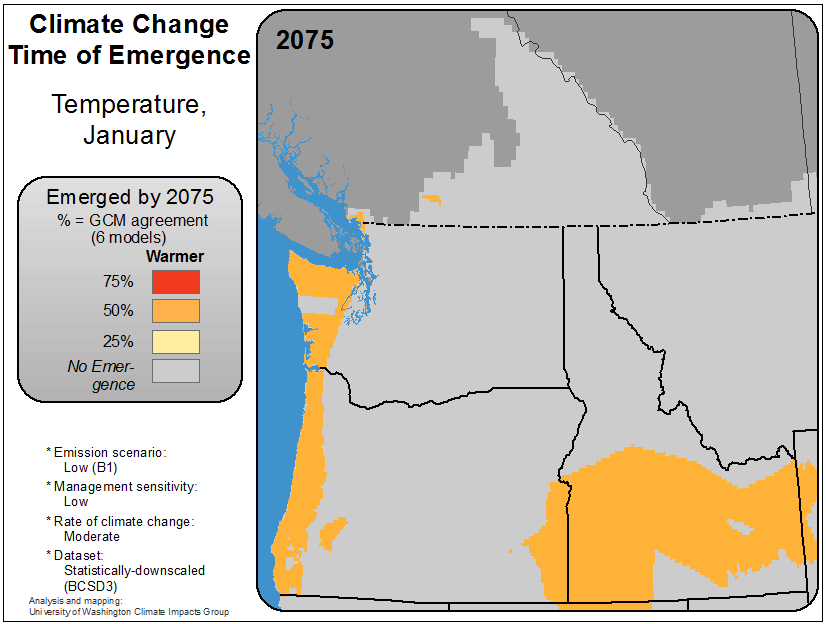 Climate Change
Time of Emergence
Temperature,
January
2075
Emerged by 2075
% = GCM agreement
(6 models)
Warmer
75%
50%
25%
No Emer-
gence
* Emission scenario:
Low (B1)
* Management sensitivity:
Low
* Rate of climate change:
Moderate
* Dataset:
Statistically-downscaled
(BCSD3)
Analysis and mapping:
University of Washington Climate Impacts Group